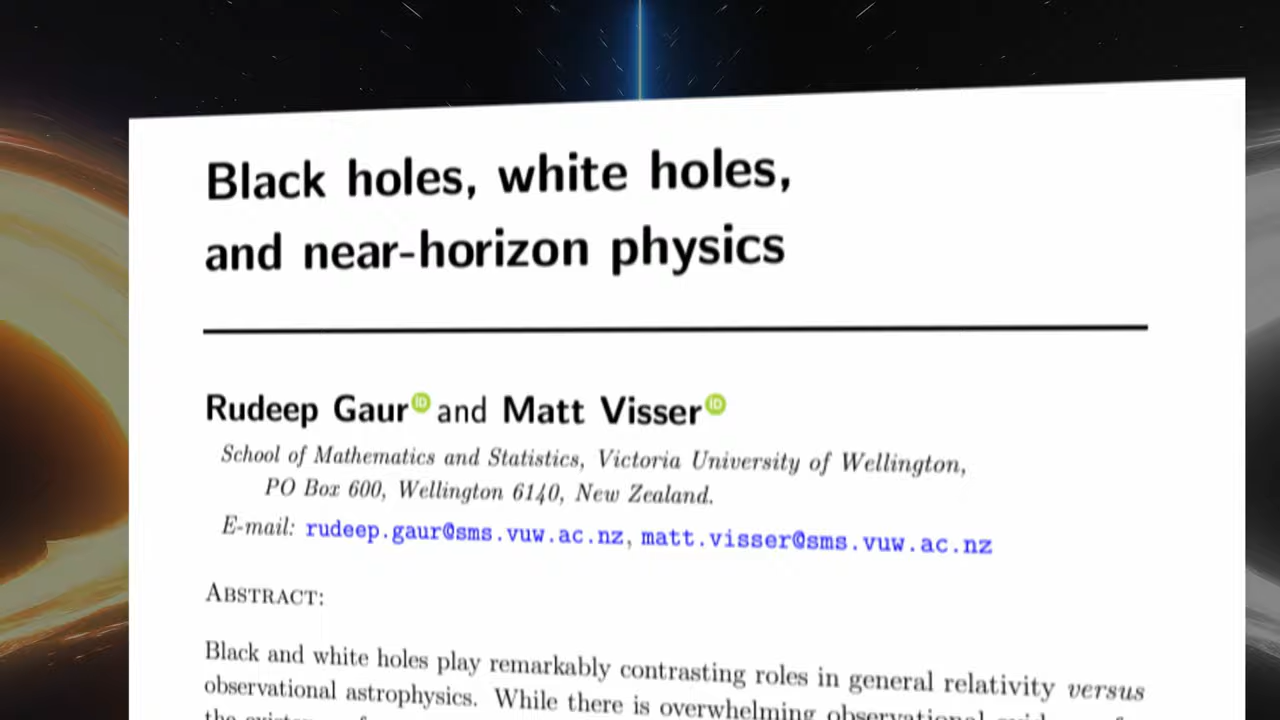 Black holes, white holes,
and near-horizon physics
Rudeep Gaur iD and Matt Visser iD
School of Mathematics and Statistics, Victoria University of Wellington,
PO Box 600, Wellington 6140, New Zealand.
E-mail: rudeep.gaur@sms.vuw.ac.nz, matt.visser@sms.vuw.ac.nz
ABSTRACT:
Black and white holes play remarkably contrasting roles in general relativity versus
observational astrophysics. While there is overwhelming observational